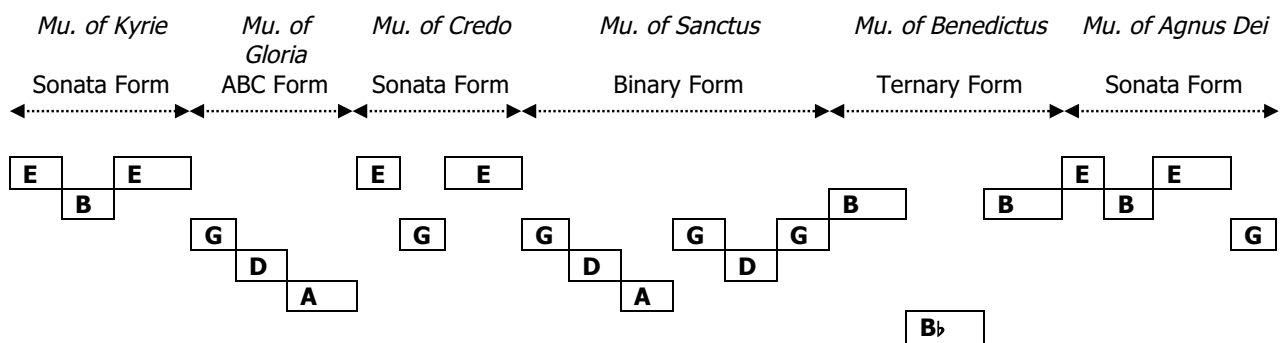 Mu. of Kyrie Mu. of Mu. of Credo Mu. of Sanctus Mu. of Benedictus Mu. of Agnus Dei
Gloria
Sonata Form ABC Form Sonata Form Binary Form Ternary Form Sonata Form
E E E E E E
B B B B
G G G G G G
D D D
A A
B♭